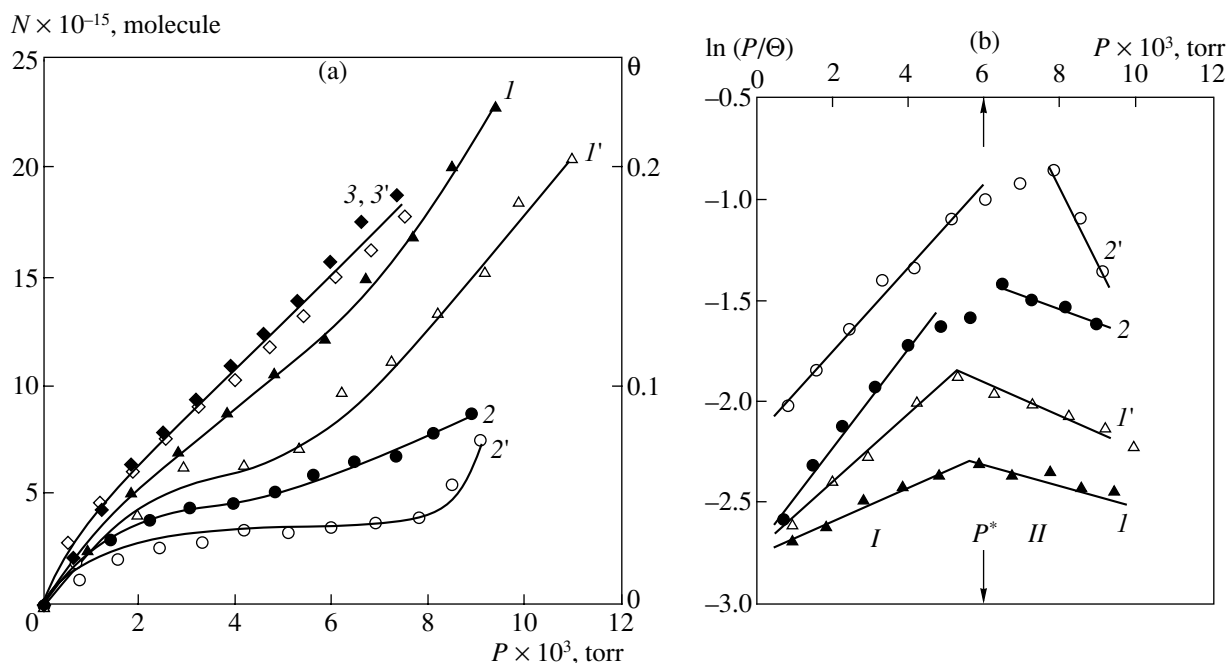 N × 10⁻¹⁵, molecule
25
20
15
10
5
0
(a)
θ
0.2
0.1
0
1
1'
3, 3'
2
2'
2 4 6 8 10 12
P × 10³, torr
ln (P/Θ)
(b)
P × 10³, torr
0 2 4 6 8 10 12
–0.5
–1.0
–1.5
–2.0
–2.5
–3.0
2'
2
1'
1
I P* II